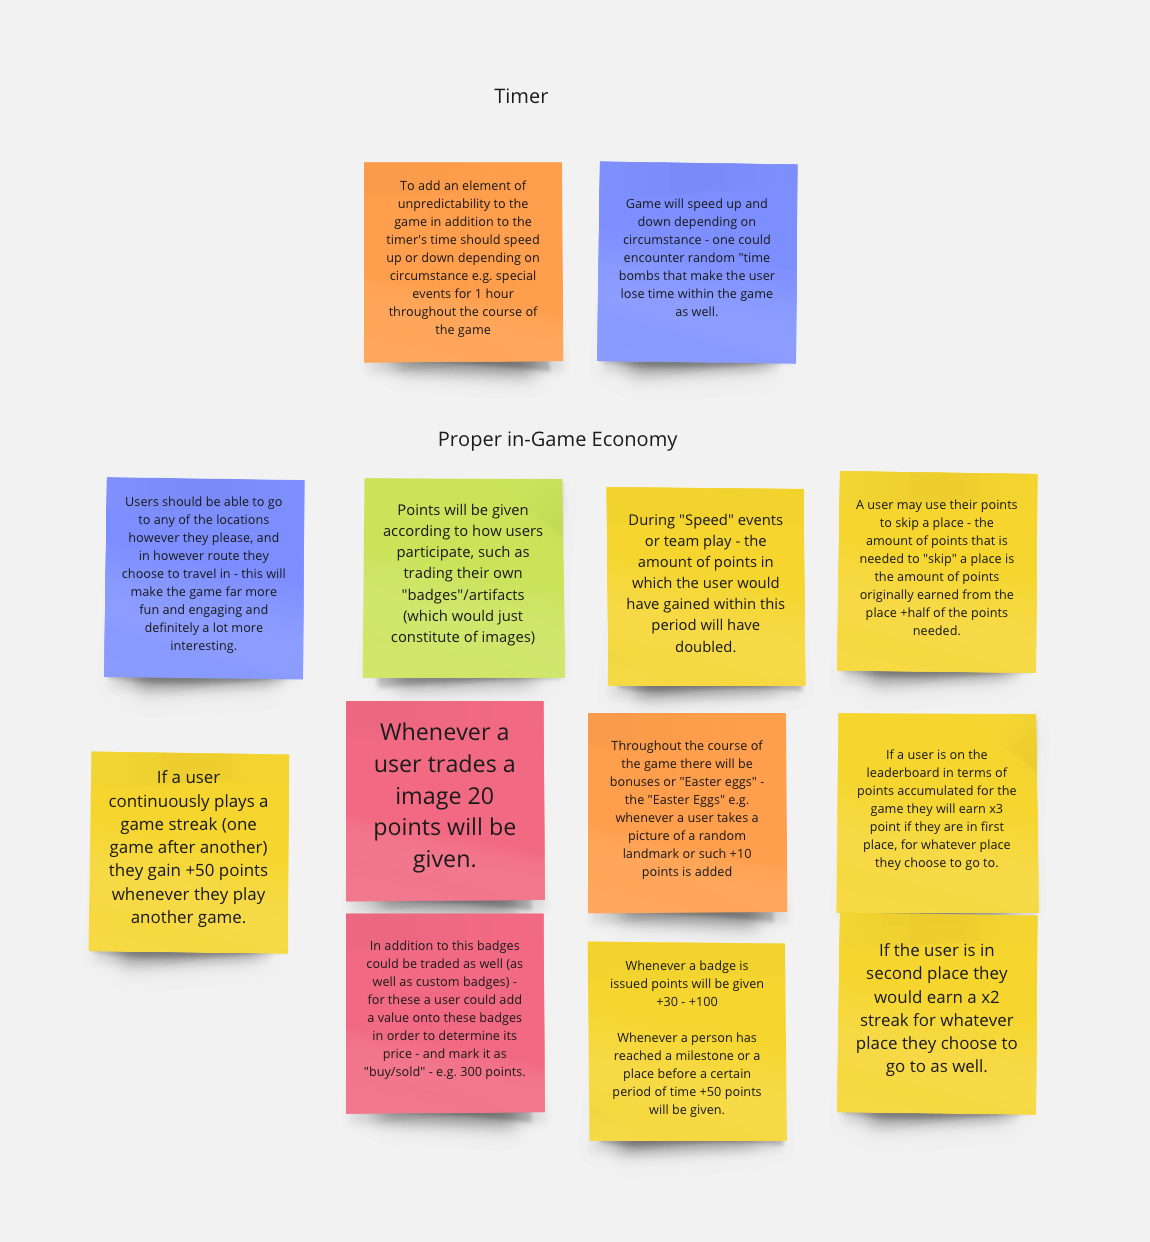 Timer
To add an element of
unpredictability to the
game in addition to the
timer's time should speed
up or down depending on
circumstance e.g. special
events for 1 hour
throughout the course of
the game
Game will speed up and
down depending on
circumstance - one could
encounter random "time
bombs that make the user
lose time within the game
as well.
Proper in-Game Economy
Users should be able to go
to any of the locations
however they please, and
in however route they
choose to travel in - this will
make the game far more
fun and engaging and
definitely a lot more
interesting.
Points will be given
according to how users
participate, such as
trading their own
"badges"/artifacts
(which would just
constitute of images)
During "Speed" events
or team play - the
amount of points in
which the user would
have gained within this
period will have
doubled.
A user may use their points
to skip a place - the
amount of points that is
needed to "skip" a place is
the amount of points
originally earned from the
place +half of the points
needed.
If a user
continuously plays a
game streak (one
game after another)
they gain +50 points
whenever they play
another game.
Whenever a
user trades a
image 20
points will be
given.
Throughout the course of
the game there will be
bonuses or "Easter eggs" -
the "Easter Eggs" e.g.
whenever a user takes a
picture of a random
landmark or such +10
points is added
If a user is on the
leaderboard in terms of
points accumulated for the
game they will earn x3
point if they are in first
place, for whatever place
they choose to go to.
In addition to this badges
could be traded as well (as
well as custom badges) -
for these a user could add
a value onto these badges
in order to determine its
price - and mark it as
"buy/sold" - e.g. 300 points.
Whenever a badge is
issued points will be given
+30 - +100
Whenever a person has
reached a milestone or a
place before a certain
period of time +50 points
will be given.
If the user is in
second place they
would earn a x2
streak for whatever
place they choose to
go to as well.